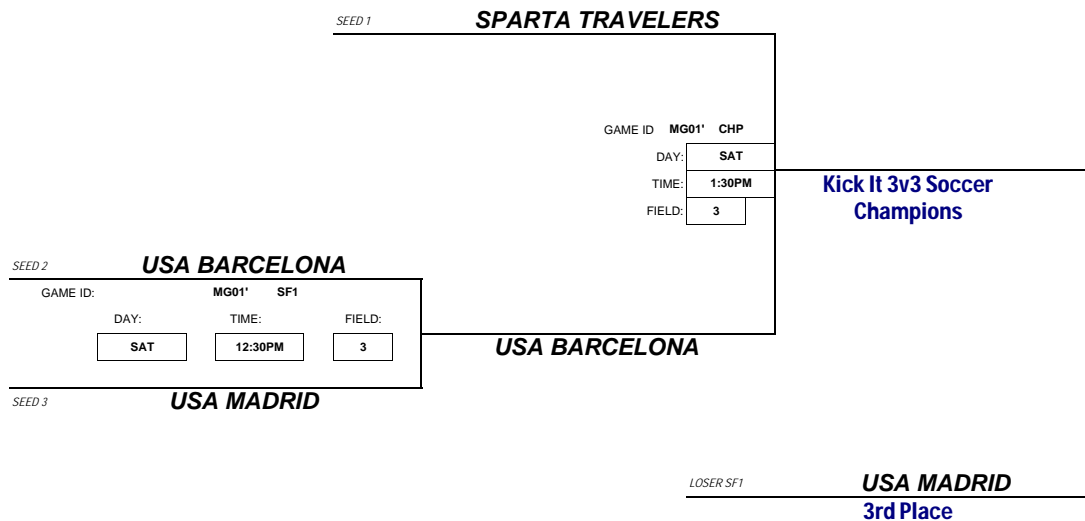 SEED 1 SPARTA TRAVELERS
GAME ID MG01' CHP
DAY: SAT
TIME: 1:30PM
FIELD: 3
Kick It 3v3 Soccer
Champions
SEED 2 USA BARCELONA
GAME ID: MG01' SF1
DAY: TIME: FIELD:
SAT 12:30PM 3
USA BARCELONA
SEED 3 USA MADRID
LOSER SF1 USA MADRID
3rd Place